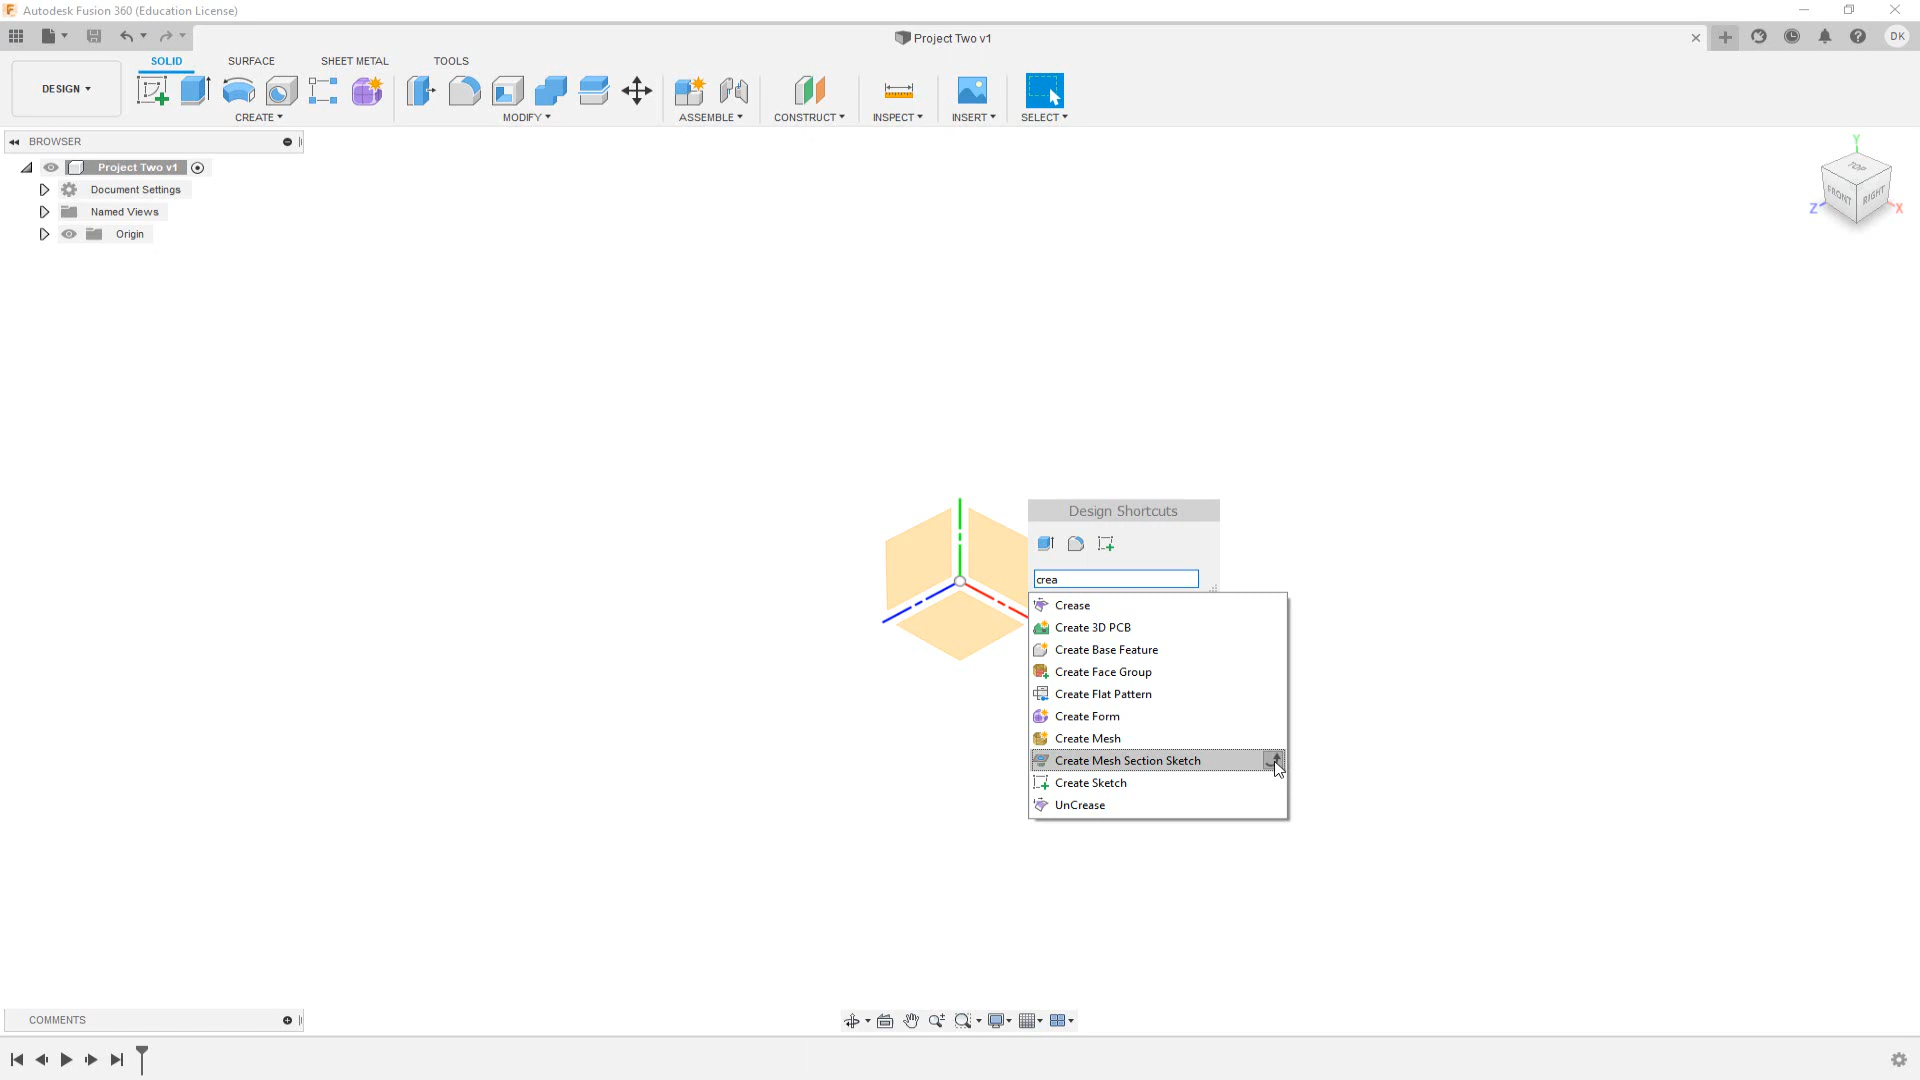 Autodesk Fusion 360 (Education License)
Project Two v1
DK
DESIGN
SOLID
SURFACE
SHEET METAL
TOOLS
CREATE
MODIFY
ASSEMBLE
CONSTRUCT
INSPECT
INSERT
SELECT
BROWSER
Project Two v1
Document Settings
Named Views
Origin
Y
TOP
FRONT
RIGHT
Z
X
Design Shortcuts
crea
Crease
Create 3D PCB
Create Base Feature
Create Face Group
Create Flat Pattern
Create Form
Create Mesh
Create Mesh Section Sketch
Create Sketch
UnCrease
COMMENTS